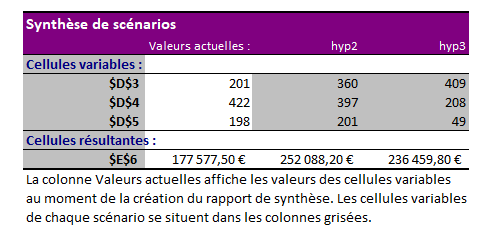 Synthèse de scénarios
Valeurs actuelles : hyp2 hyp3
Cellules variables :
$D$3 201 360 409
$D$4 422 397 208
$D$5 198 201 49
Cellules résultantes :
$E$6 177 577,50 € 252 088,20 € 236 459,80 €
La colonne Valeurs actuelles affiche les valeurs des cellules variables
au moment de la création du rapport de synthèse. Les cellules variables
de chaque scénario se situent dans les colonnes grisées.